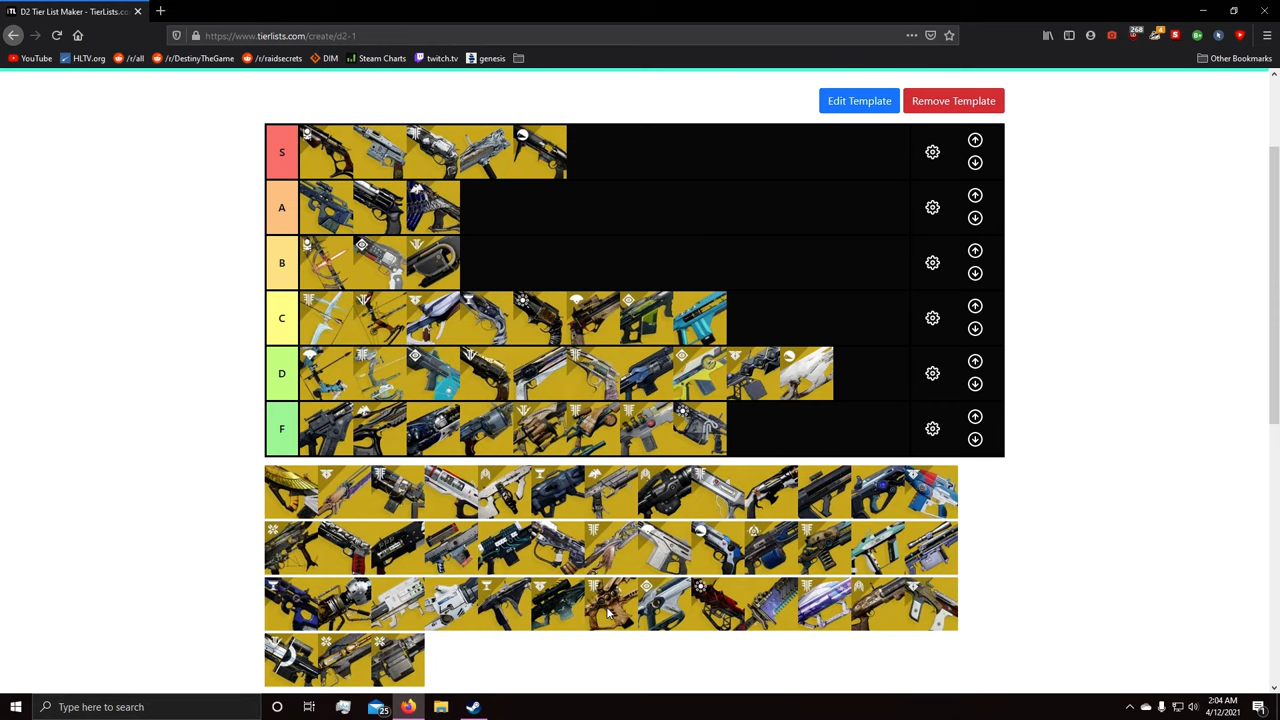 D2 Tier List Maker - TierLists.co
https://www.tierlists.com/create/d2-1
268
YouTube
HLTV.org
/r/all
/r/DestinyTheGame
/r/raidsecrets
DIM
Steam Charts
twitch.tv
genesis
Other Bookmarks
Edit Template
Remove Template
S
A
B
C
D
F
Type here to search
25
2:04 AM
4/12/2021